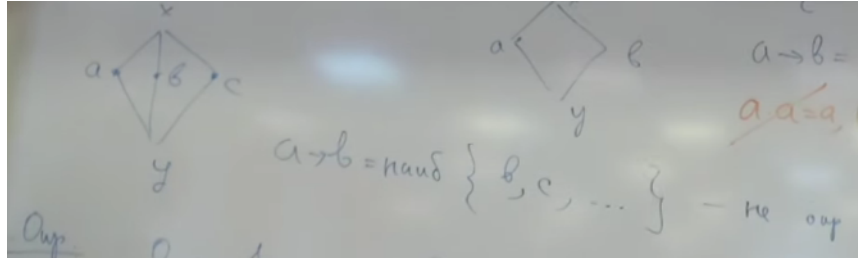 x
a b c
y
a b
y
a → b =
a a = a,
a → b = наиб { b, c, ... } — не опр
Опр.